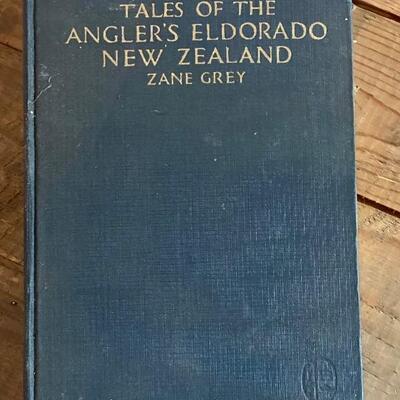 TALES OF THE
ANGLER'S ELDORADO
NEW ZEALAND
ZANE GREY